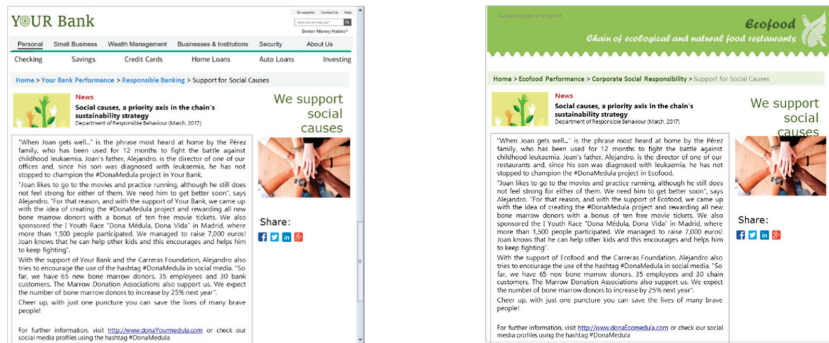 YOUR Bank
En español Contact Us Help
How can we help you?
Better Money Habits®
Personal Small Business Wealth Management Businesses & Institutions Security About Us
Checking Savings Credit Cards Home Loans Auto Loans Investing
Home > Your Bank Performance > Responsible Banking > Support for Social Causes
News
Social causes, a priority axis in the chain's
sustainability strategy
Department of Responsible Behaviour (March, 2017)
We support
social
causes
"When Joan gets well..." is the phrase most heard at home by the Pérez
family, who has been used for 12 months to fight the battle against
childhood leukaemia. Joan's father, Alejandro, is the director of one of our
offices and, since his son was diagnosed with leukaemia, he has not
stopped to champion the #DonaMedula project in Your Bank.
"Joan likes to go to the movies and practice running, although he still does
not feel strong for either of them. We need him to get better soon", says
Alejandro. "For that reason, and with the support of Your Bank, we came up
with the idea of creating the #DonaMedula project and rewarding all new
bone marrow donors with a bonus of ten free movie tickets. We also
sponsored the I Youth Race "Dona Médula, Dona Vida" in Madrid, where
more than 1,500 people participated. We managed to raise 7,000 euros!
Joan knows that he can help other kids and this encourages and helps him
to keep fighting".
With the support of Your Bank and the Carreras Foundation, Alejandro also
tries to encourage the use of the hashtag #DonaMedula in social media. "So
far, we have 65 new bone marrow donors, 35 employees and 30 bank
customers. The Marrow Donation Associations also support us. We expect
the number of bone marrow donors to increase by 25% next year".
Cheer up, with just one puncture you can save the lives of many brave
people!
For further information, visit http://www.donaYourmedula.com or check our
social media profiles using the hashtag #DonaMedula
Share:
Ecofood
Chain of ecological and natural food restaurants
Home > Ecofood Performance > Corporate Social Responsibility > Support for Social Causes
News
Social causes, a priority axis in the chain's
sustainability strategy
Department of Responsible Behaviour (March, 2017)
We support
social
causes
"When Joan gets well..." is the phrase most heard at home by the Pérez
family, who has been used for 12 months to fight the battle against
childhood leukaemia. Joan's father, Alejandro, is the director of one of our
restaurants and, since his son was diagnosed with leukaemia, he has not
stopped to champion the #DonaMedula project in Ecofood.
"Joan likes to go to the movies and practice running, although he still does
not feel strong for either of them. We need him to get better soon", says
Alejandro. "For that reason, and with the support of Ecofood, we came up
with the idea of creating the #DonaMedula project and rewarding all new
bone marrow donors with a bonus of ten free movie tickets. We also
sponsored the I Youth Race "Dona Médula, Dona Vida" in Madrid, where
more than 1,500 people participated. We managed to raise 7,000 euros!
Joan knows that he can help other kids and this encourages and helps him
to keep fighting".
With the support of Ecofood and the Carreras Foundation, Alejandro also
tries to encourage the use of the hashtag #DonaMedula in social media. "So
far, we have 65 new bone marrow donors, 35 employees and 30 chain
customers. The Marrow Donation Associations also support us. We expect
the number of bone marrow donors to increase by 25% next year".
Cheer up, with just one puncture you can save the lives of many brave
people!
For further information, visit http://www.donaEcomedula.com or check our social
media profiles using the hashtag #DonaMedula
Share: